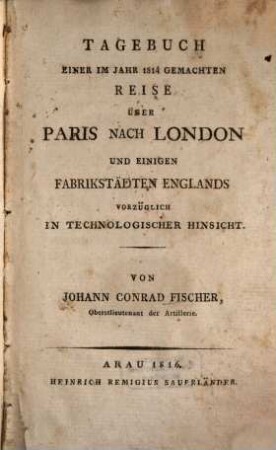 TAGEBUCH
EINER IM JAHR 1814 GEMACHTEN
REISE
ÜBER
PARIS NACH LONDON
UND EINIGEN
FABRIKSTÄDTEN ENGLANDS
VORZÜGLICH
IN TECHNOLOGISCHER HINSICHT.
VON
JOHANN CONRAD FISCHER,
Oberstlieutenant der Artillerie.
ARAU 1816.
HEINRICH REMIGIUS SAUERLÄNDER.